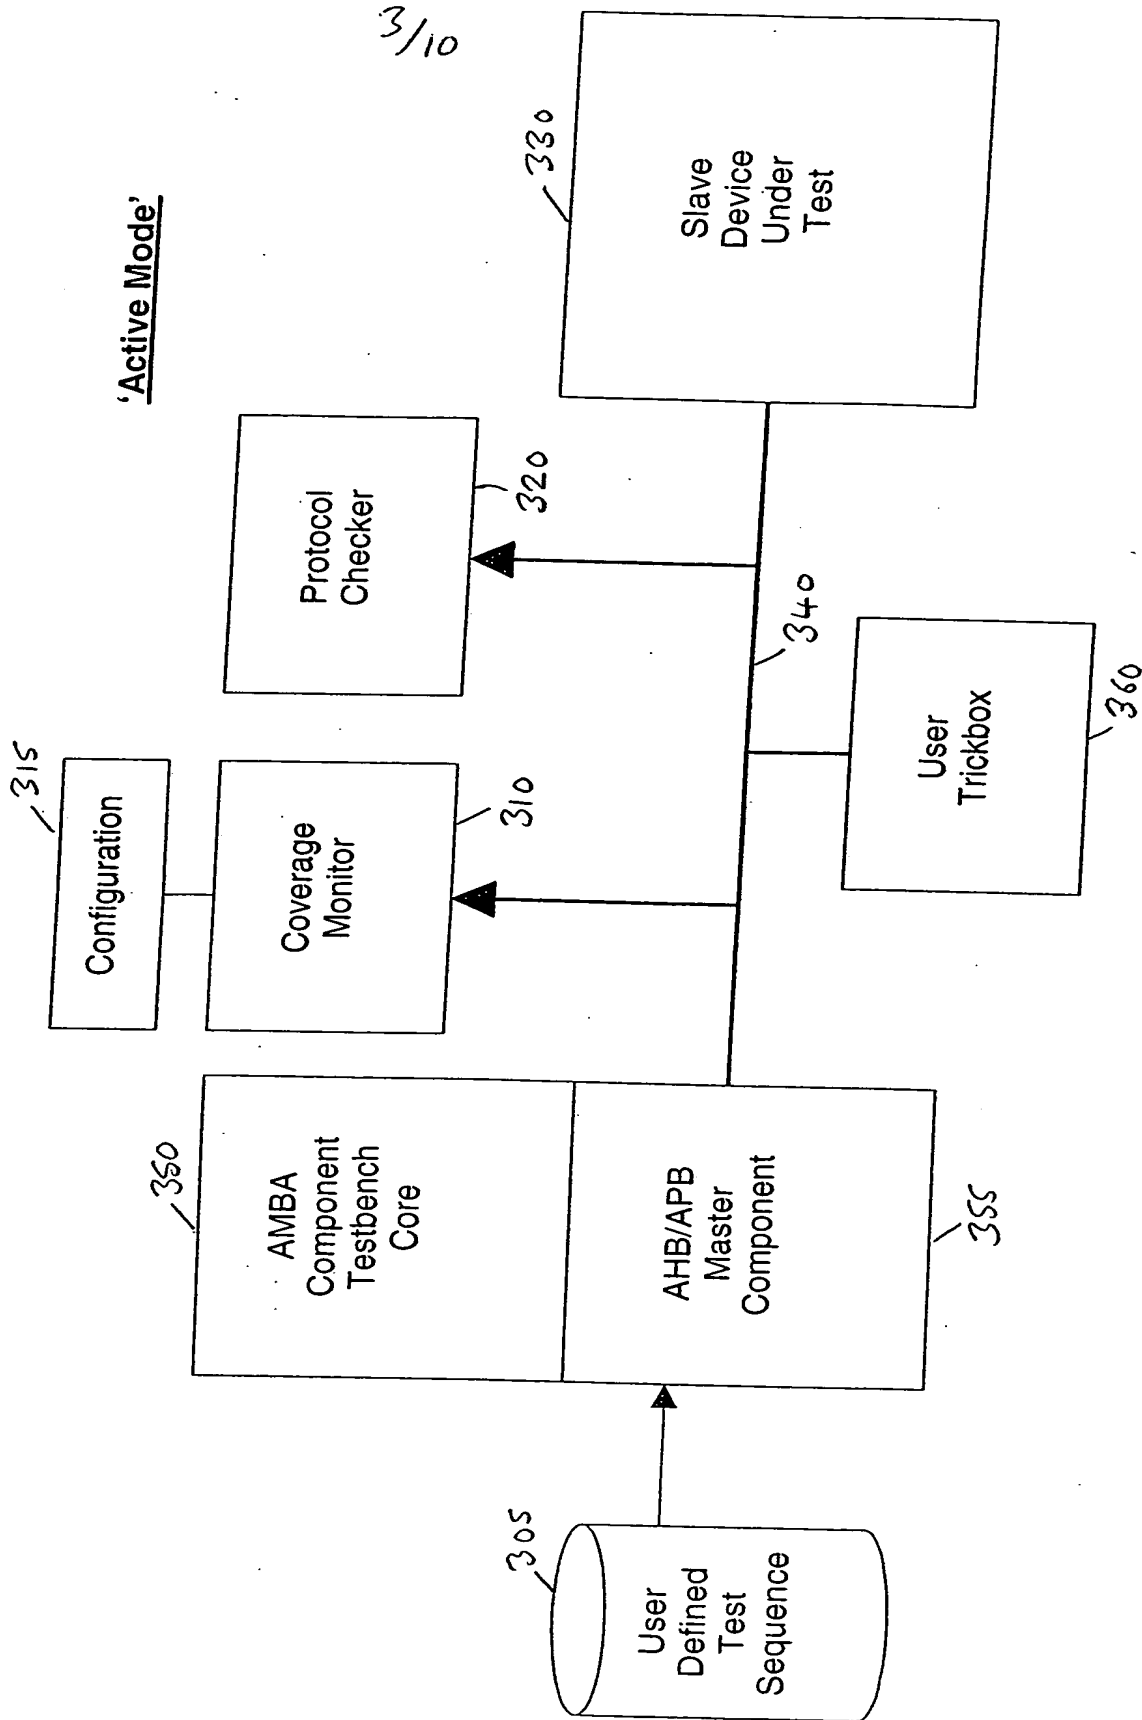 3/10
'Active Mode'
315
Configuration
350
AMBA
Component
Testbench
Core
Coverage
Monitor
310
Protocol
Checker
320
330
Slave
Device
Under
Test
305
User
Defined
Test
Sequence
AHB/APB
Master
Component
355
340
User
Trickbox
360